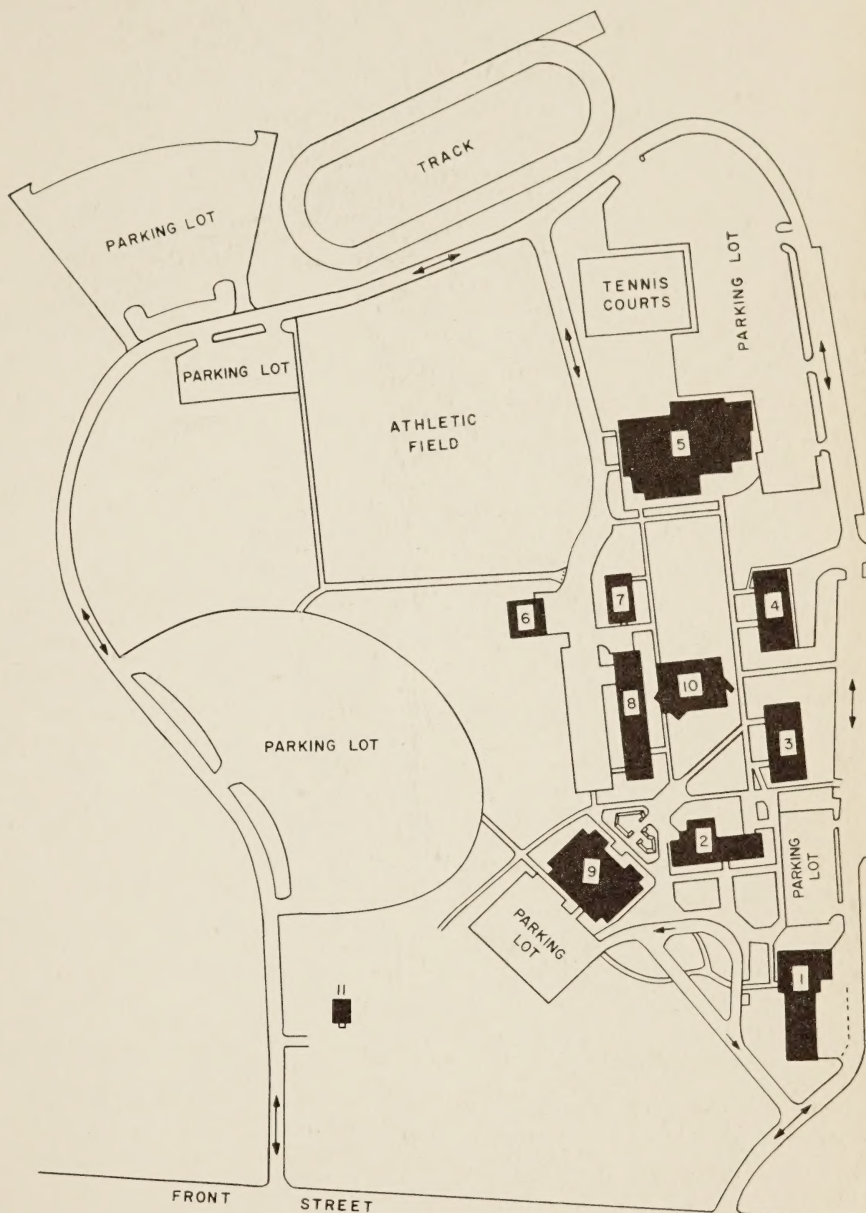 TRACK
PARKING LOT
TENNIS
COURTS
PARKING LOT
PARKING LOT
ATHLETIC
FIELD
5
7
4
6
10
8
3
PARKING LOT
2
9
PARKING
LOT
PARKING
LOT
1
11
FRONT STREET